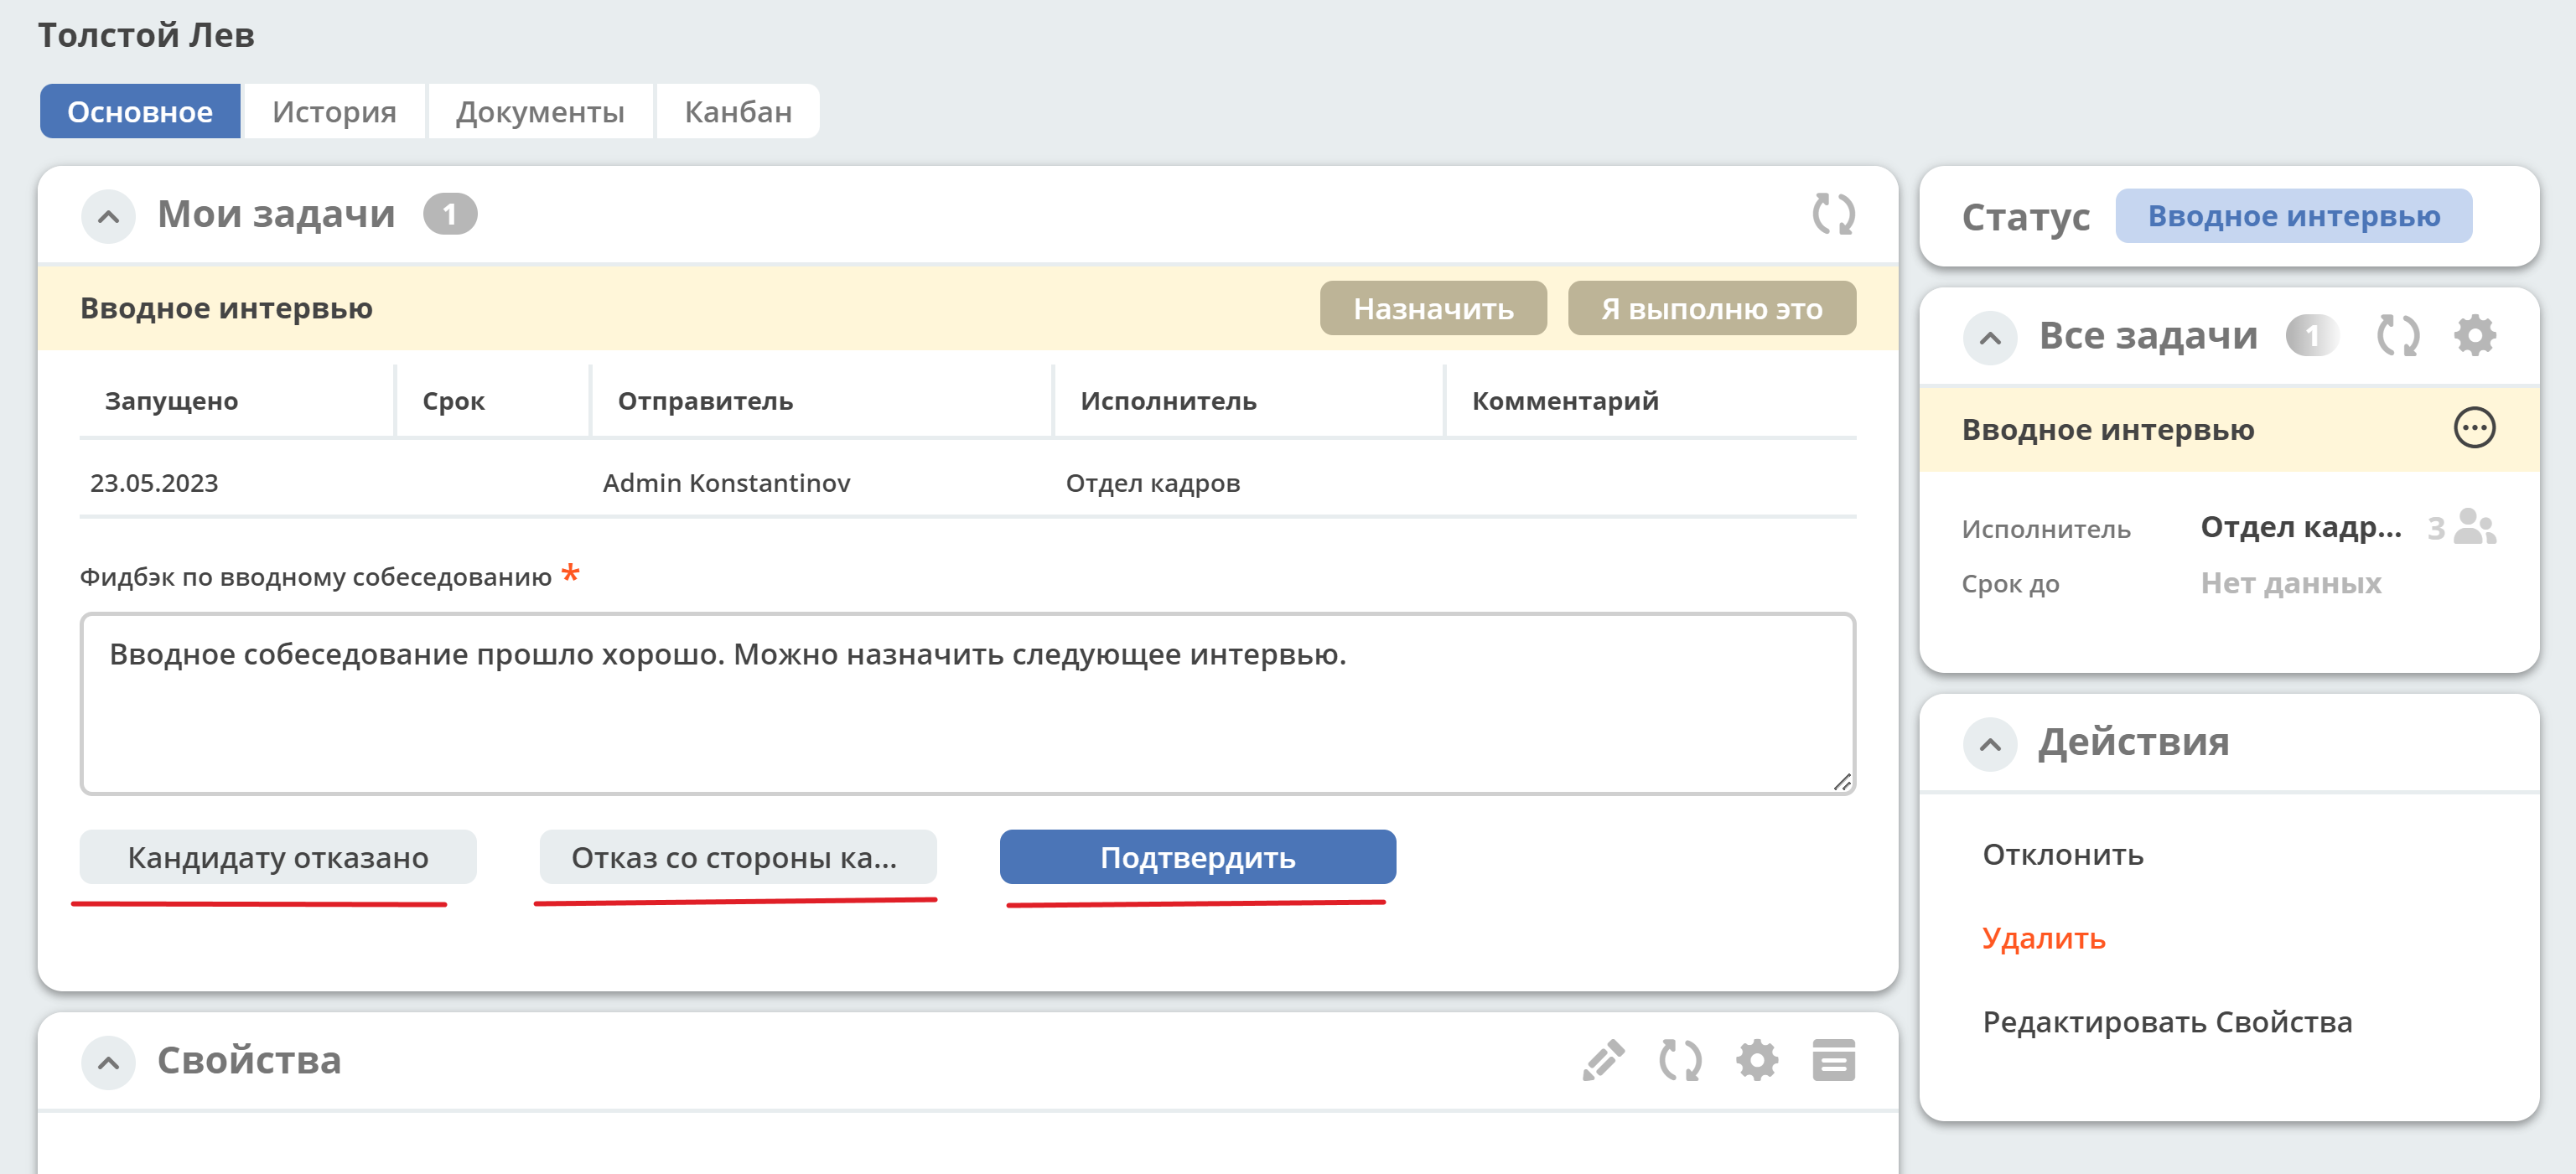 Толстой Лев
Основное История Документы Канбан
Мои задачи 1
Вводное интервью Назначить Я выполню это
Запущено Срок Отправитель Исполнитель Комментарий
23.05.2023 Admin Konstantinov Отдел кадров
Фидбэк по вводному собеседованию *
Вводное собеседование прошло хорошо. Можно назначить следующее интервью.
Кандидату отказано Отказ со стороны ка... Подтвердить
Свойства
Статус Вводное интервью
Все задачи 1
Вводное интервью
Исполнитель Отдел кадр... 3
Срок до Нет данных
Действия
Отклонить
Удалить
Редактировать Свойства